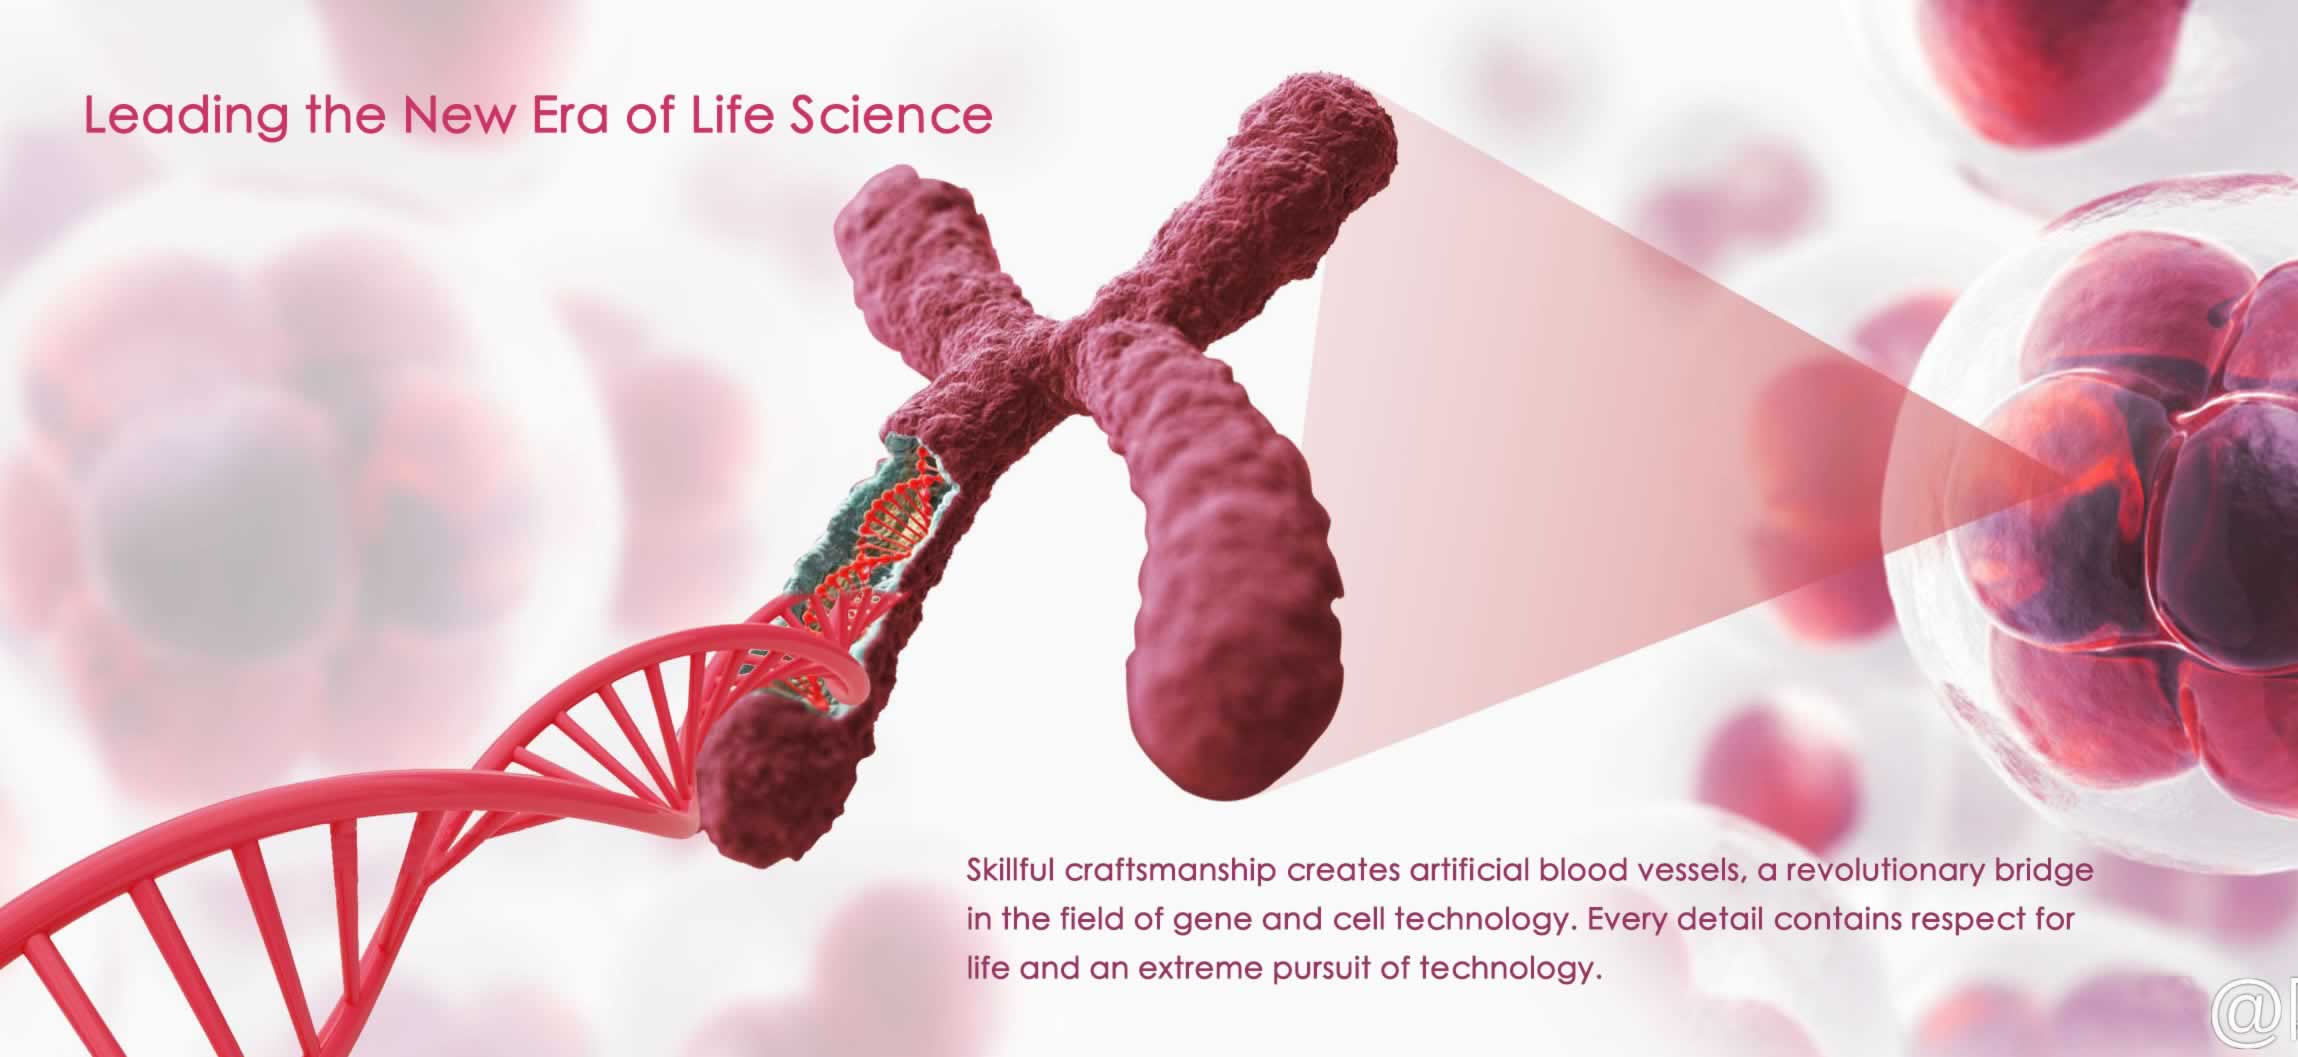 Leading the New Era of Life Science
Skillful craftsmanship creates artificial blood vessels, a revolutionary bridge
in the field of gene and cell technology. Every detail contains respect for
life and an extreme pursuit of technology.
@